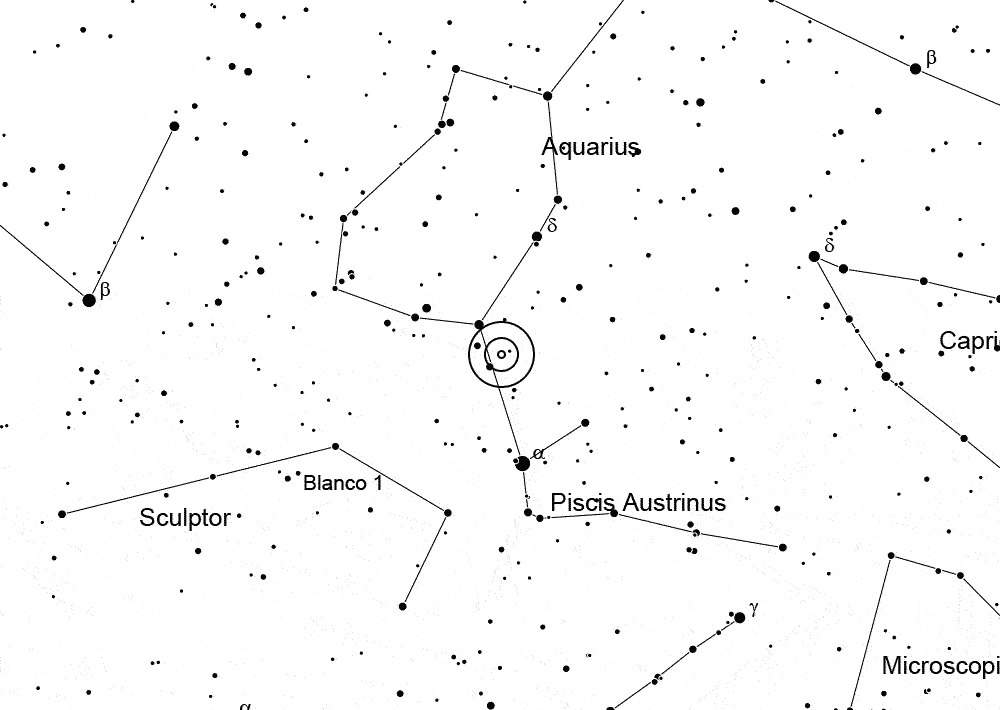 β
Aquarius
δ
δ
β
Capri
α
Blanco 1
Piscis Austrinus
Sculptor
γ
Microscopi
α